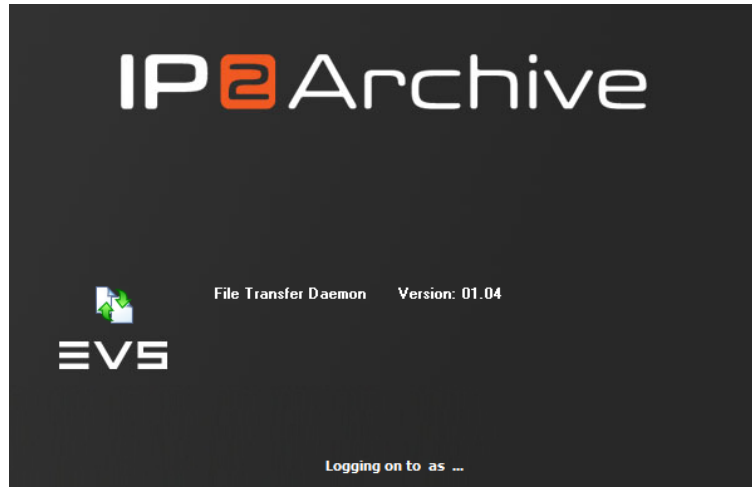 IP2Archive
File Transfer Daemon Version: 01.04
EVS
Logging on to as ...